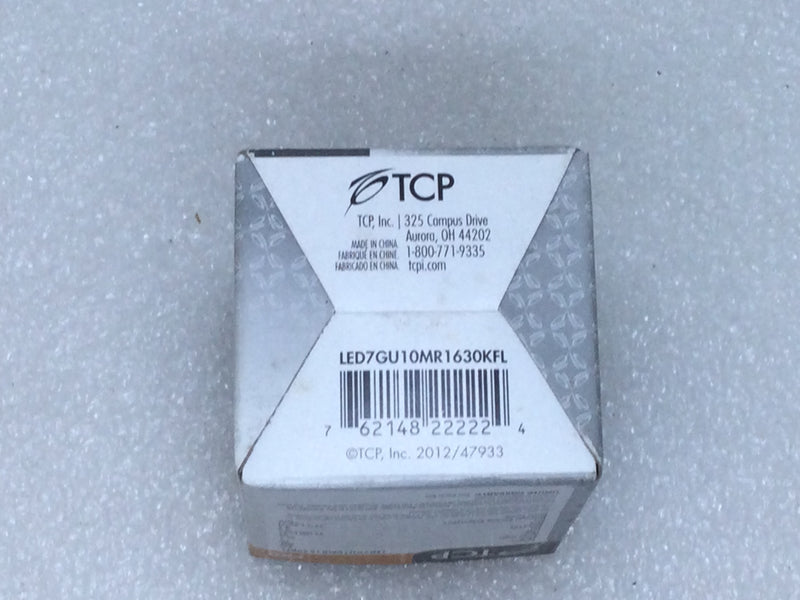 TCP
TCP, Inc. | 325 Campus Drive
Aurora, OH 44202
MADE IN CHINA. 1-800-771-9335
FABRIQUÉ EN CHINE. tcpi.com
FABRICADO EN CHINA.
LED7GU10MR1630KFL
7 62148 22222 4
©TCP, Inc. 2012/47933
TCP